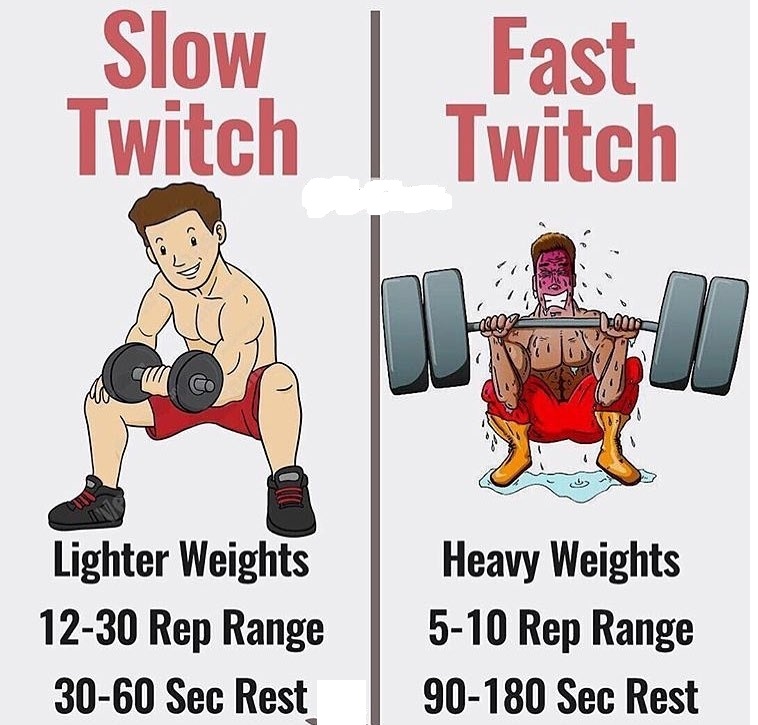 Slow
Twitch
Lighter Weights
12-30 Rep Range
30-60 Sec Rest
Fast
Twitch
Heavy Weights
5-10 Rep Range
90-180 Sec Rest